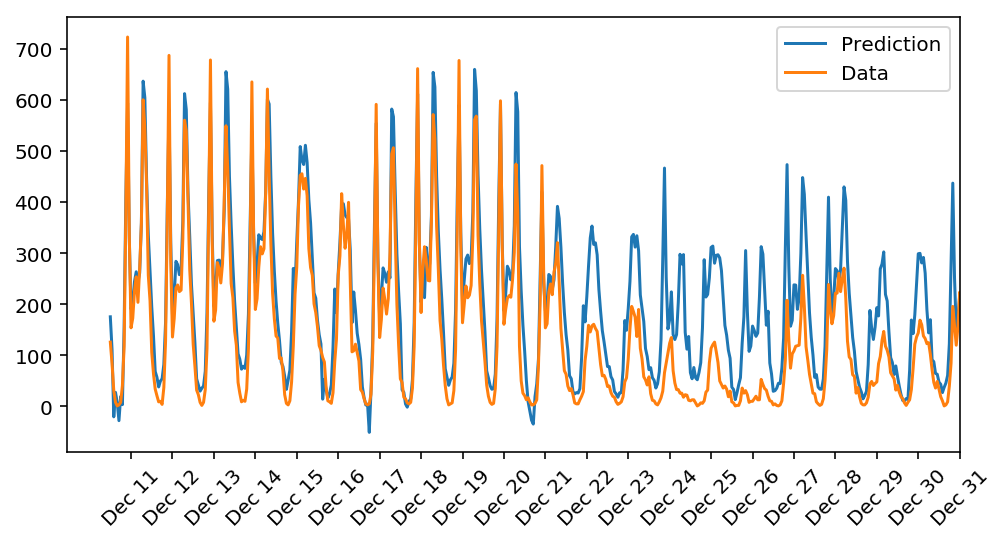 Prediction
Data
700
600
500
400
300
200
100
0
Dec 11
Dec 12
Dec 13
Dec 14
Dec 15
Dec 16
Dec 17
Dec 18
Dec 19
Dec 20
Dec 21
Dec 22
Dec 23
Dec 24
Dec 25
Dec 26
Dec 27
Dec 28
Dec 29
Dec 30
Dec 31